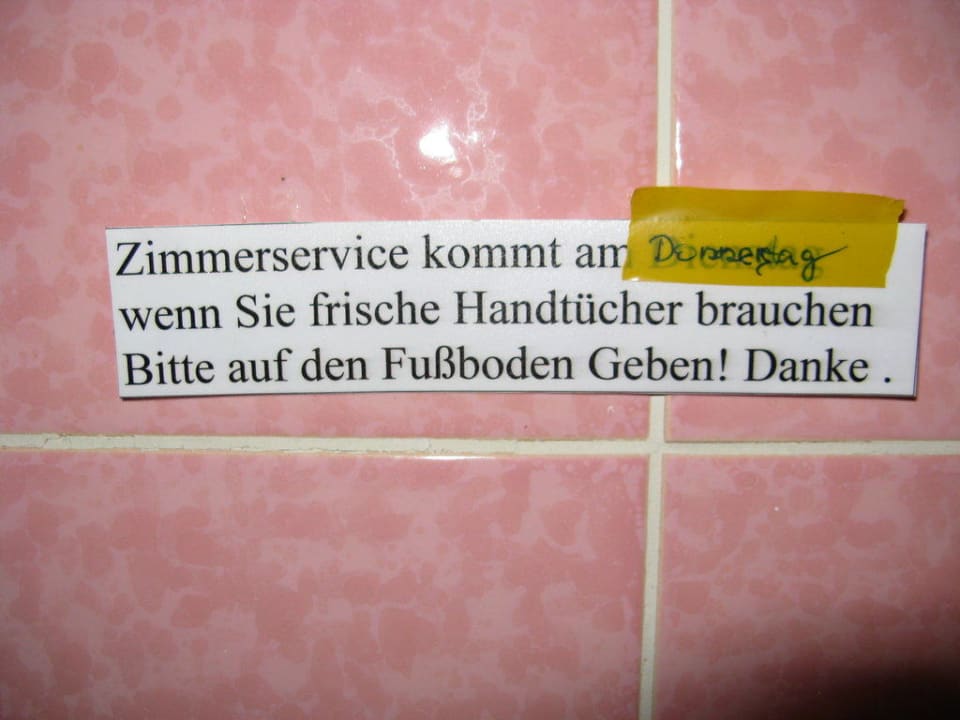 Zimmerservice kommt am Donnerstag
wenn Sie frische Handtücher brauchen
Bitte auf den Fußboden Geben! Danke .